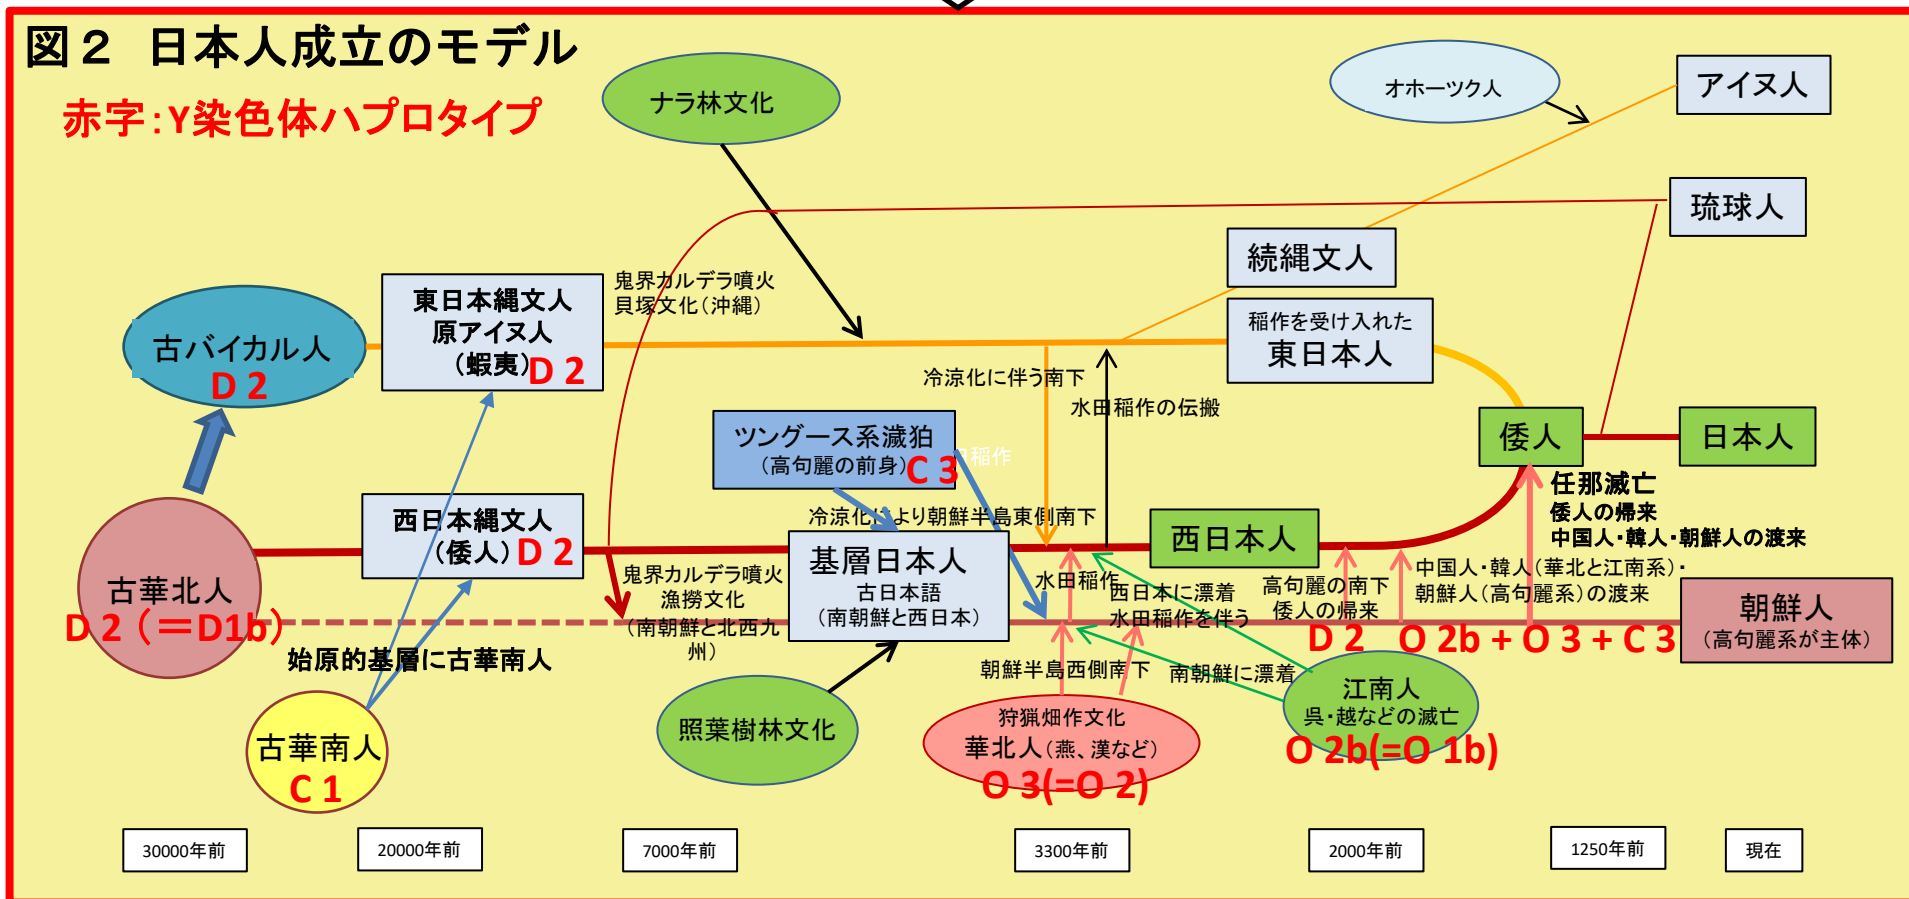 図２ 日本人成立のモデル
赤字：Y染色体ハプロタイプ
ナラ林文化
オホーツク人
アイヌ人
琉球人
続縄文人
鬼界カルデラ噴火
貝塚文化（沖縄）
東日本縄文人
原アイヌ人
（蝦夷）
D 2
古バイカル人
D 2
稲作を受け入れた
東日本人
冷涼化に伴う南下
水田稲作の伝搬
ツングース系濊狛
（高句麗の前身）
C 3
稲作
倭人
日本人
任那滅亡
倭人の帰来
中国人・韓人・朝鮮人の渡来
西日本縄文人
（倭人）
D 2
冷涼化により朝鮮半島東側南下
西日本人
基層日本人
古日本語
（南朝鮮と西日本）
古華北人
D 2（＝D1b）
鬼界カルデラ噴火
漁撈文化
（南朝鮮と北西九
州）
水田稲作
西日本に漂着
水田稲作を伴う
高句麗の南下
倭人の帰来
中国人・韓人（華北と江南系）・
朝鮮人（高句麗系）の渡来
D 2
O 2b + O 3 + C 3
朝鮮人
（高句麗系が主体）
始原的基層に古華南人
朝鮮半島西側南下
南朝鮮に漂着
古華南人
C 1
照葉樹林文化
狩猟畑作文化
華北人（燕、漢など）
O 3(=O 2)
江南人
呉・越などの滅亡
O 2b(=O 1b)
30000年前
20000年前
7000年前
3300年前
2000年前
1250年前
現在